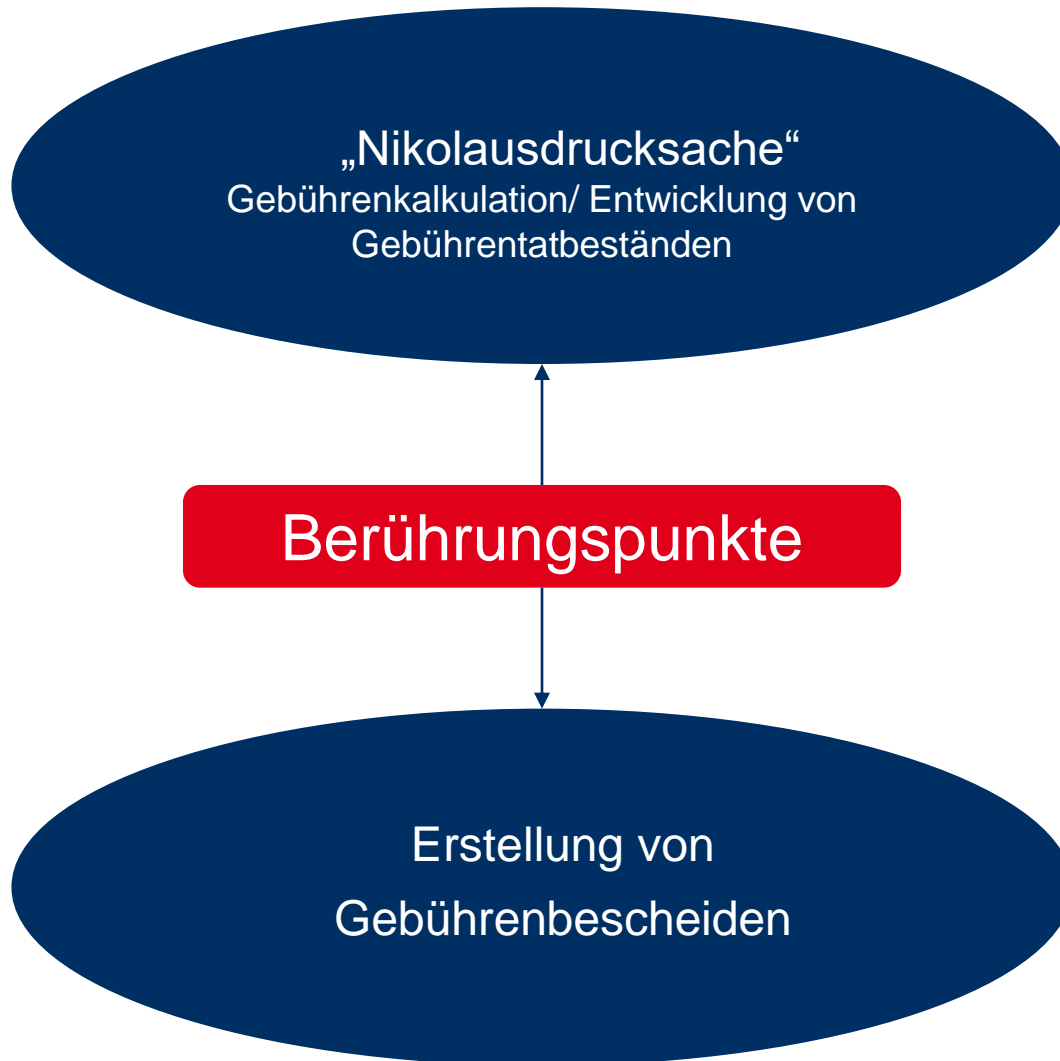 „Nikolausdrucksache“
Gebührenkalkulation/ Entwicklung von
Gebührentatbeständen
Berührungspunkte
Erstellung von
Gebührenbescheiden